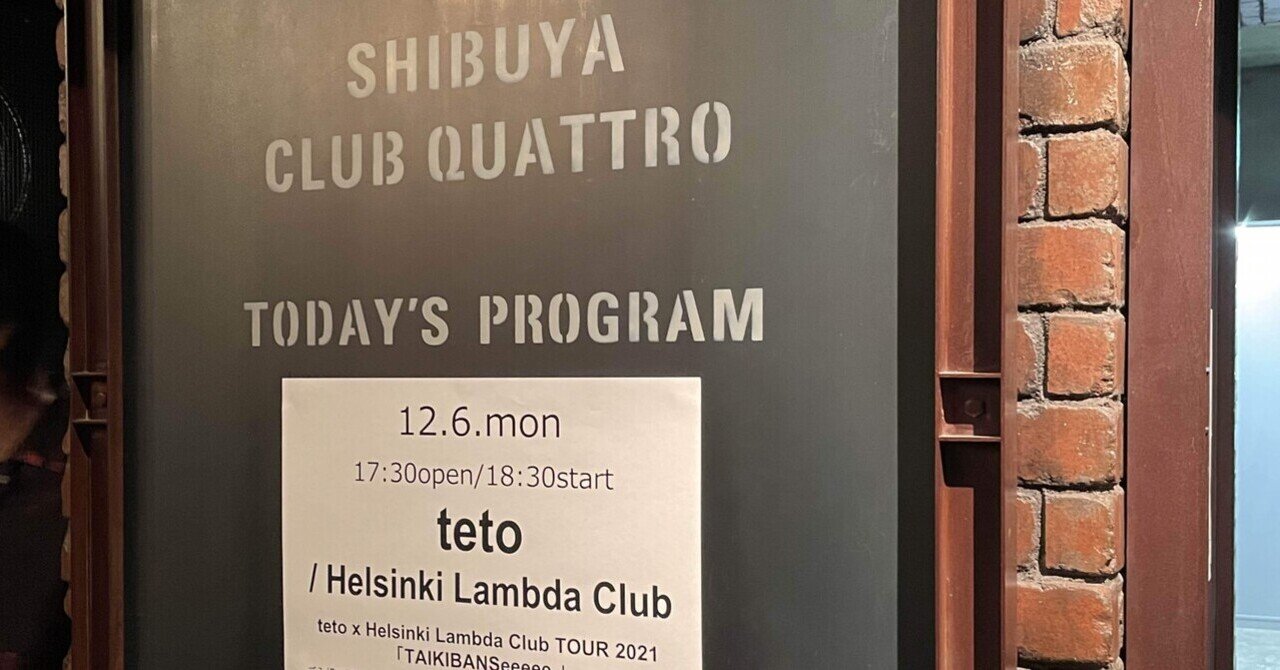 SHIBUYA
CLUB QUATTRO
TODAY'S PROGRAM
12.6.mon
17:30open/18:30start
teto
/ Helsinki Lambda Club
teto x Helsinki Lambda Club TOUR 2021